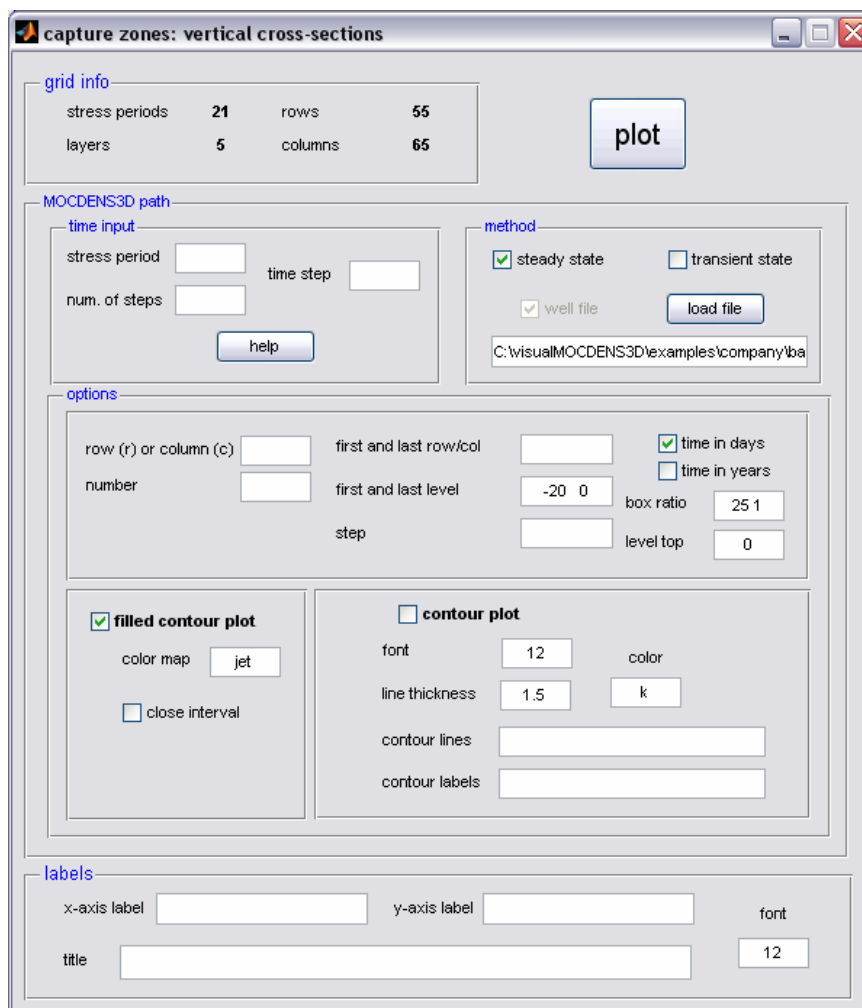 capture zones: vertical cross-sections
grid info
stress periods 21 rows 55
layers 5 columns 65
plot
MOCDENS3D path
time input
stress period
time step
num. of steps
help
method
steady state transient state
well file load file
C:\visualMOCDENS3D\examples\company\ba
options
row (r) or column (c)
number
first and last row/col
first and last level -20 0
step
time in days
time in years
box ratio 25 1
level top 0
filled contour plot
color map jet
close interval
contour plot
font 12 color
line thickness 1.5 k
contour lines
contour labels
labels
x-axis label y-axis label font
title 12